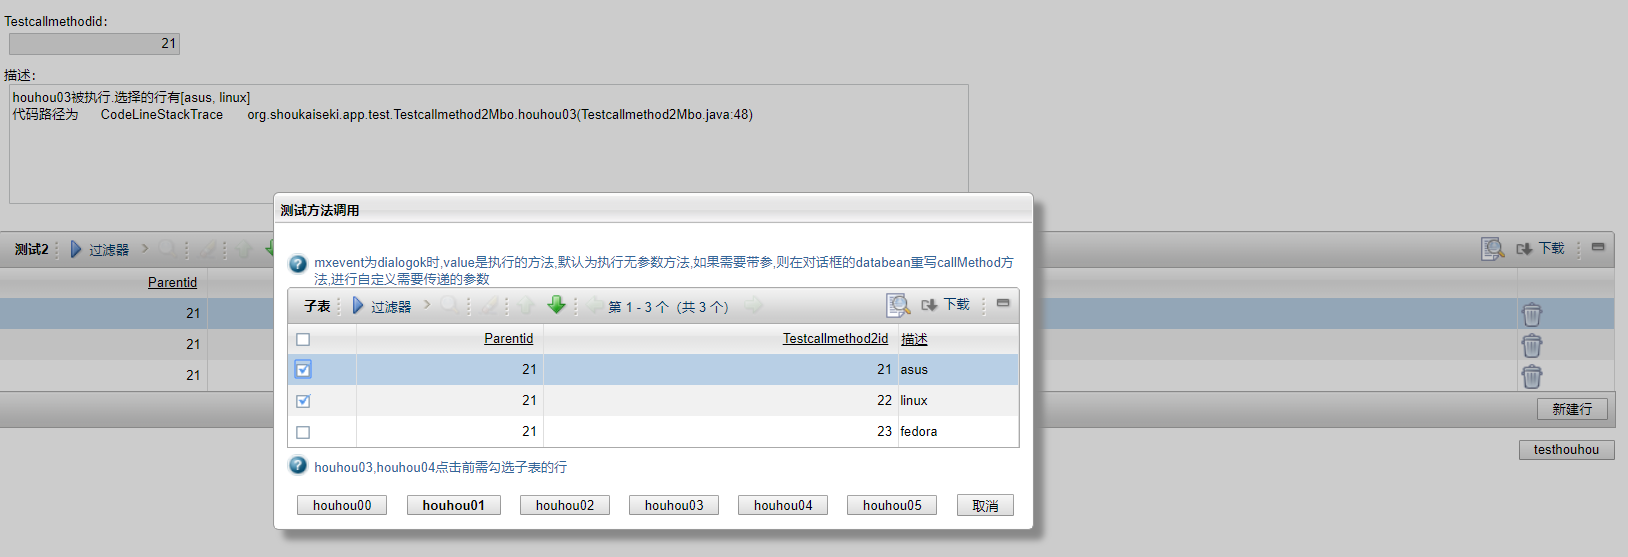 Testcallmethodid:
21
描述:
houhou03被执行.选择的行有[asus, linux]
代码路径为 CodeLineStackTrace org.shoukaiseki.app.test.Testcallmethod2Mbo.houhou03(Testcallmethod2Mbo.java:48)
测试2 过滤器 下载
Parentid
21
21
21
新建行
testhouhou
测试方法调用
mxevent为dialogok时,value是执行的方法,默认为执行无参数方法,如果需要带参,则在对话框的databean重写callMethod方
法,进行自定义需要传递的参数
子表 过滤器 第 1 - 3 个 (共 3 个) 下载
Parentid Testcallmethod2id 描述
21 21 asus
21 22 linux
21 23 fedora
houhou03,houhou04点击前需勾选子表的行
houhou00 houhou01 houhou02 houhou03 houhou04 houhou05 取消